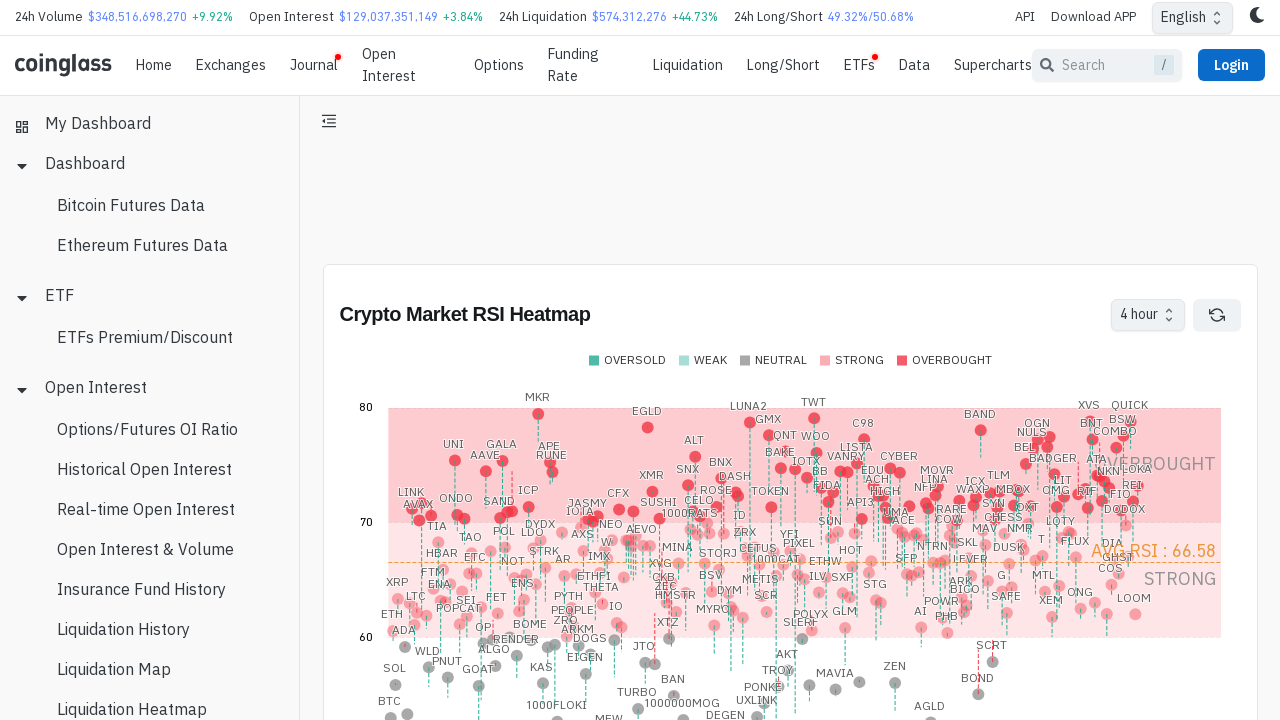 24h Volume $348,516,698,270 +9.92% Open Interest $129,037,351,149 +3.84% 24h Liquidation $574,312,276 +44.73% 24h Long/Short 49.32%/50.68% API Download APP English
coinglass Home Exchanges Journal Open Interest Options Funding Rate Liquidation Long/Short ETFs Data Supercharts Search / Login
My Dashboard
Dashboard
Bitcoin Futures Data
Ethereum Futures Data
ETF
ETFs Premium/Discount
Open Interest
Options/Futures OI Ratio
Historical Open Interest
Real-time Open Interest
Open Interest & Volume
Insurance Fund History
Liquidation History
Liquidation Map
Liquidation Heatmap
Crypto Market RSI Heatmap 4 hour
OVERSOLD WEAK NEUTRAL STRONG OVERBOUGHT
80
MKR EGLD LUNA2 TWT XVS QUICK
GMX C98 BAND OGN BNT BSW
UNI GALA APE ALT QNT WOO NULS COMBO
AAVE RUNE BAKE LISTA BEL
SNX BNX IOTX VANRY CYBER BADGER ATA OVERBOUGHT
XMR DASH BB EDU MOVR TLM NKN LOKA
LINK ICP CFX ROSE TOKEN FIDA ACH LINA ICX LIT REI
ONDO SAND HIGH NFP WAXP MBOX OMG RIF FIO
AVAX JASMY SUSHI CELO API3 SYN
IOTA 1000RATS ID UMA RARE DODOX
70
TIA POL DYDX NEO SUN ACE COW CHESS LOTY
TAO LDO AXS AEVO ZRX YFI MAV NMR
HBAR STRK W MINA CETUS PIXEL HOT NTRN SKL DUSK T FLUX DIA
ETC NOT AR IMX STORJ 1000CAT ETHW SFP FEVER AVG RSI : 66.58
FTM ETHFI XVG BSV ILV SXP G MTL GHST
XRP ENA ENS THETA CKB METIS STG ARK COS STRONG
LTC SEI FET PYTH ZEC DYM SCR BIGO SAFE ONG
ETH POPCAT PEOPLE IO HMSTR MYRO POLYX GLM AI POWR XEM LOOM
ADA OP BOME ZRO XTZ SLERF PHB
60
RENDER ARKM DOGS
WLD ALGO EIGEN JTO AKT SCRT
SOL PNUT GOAT KAS BAN TROY MAVIA ZEN BOND
BTC TURBO PONKE
1000FLOKI 1000000MOG UXLINK AGLD
MEW DEGEN